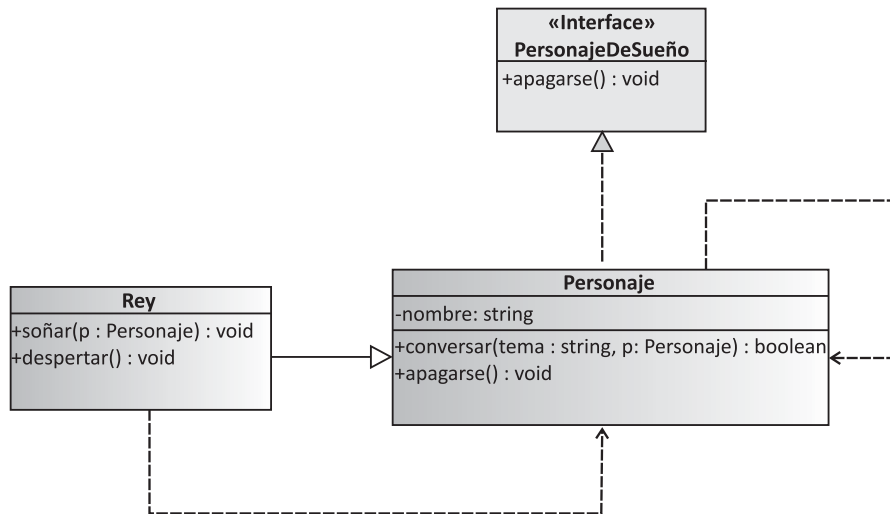 «Interface»
PersonajeDeSueño
+apagarse() : void
Personaje
-nombre: string
+conversar(tema : string, p: Personaje) : boolean
+apagarse() : void
Rey
+soñar(p : Personaje) : void
+despertar() : void